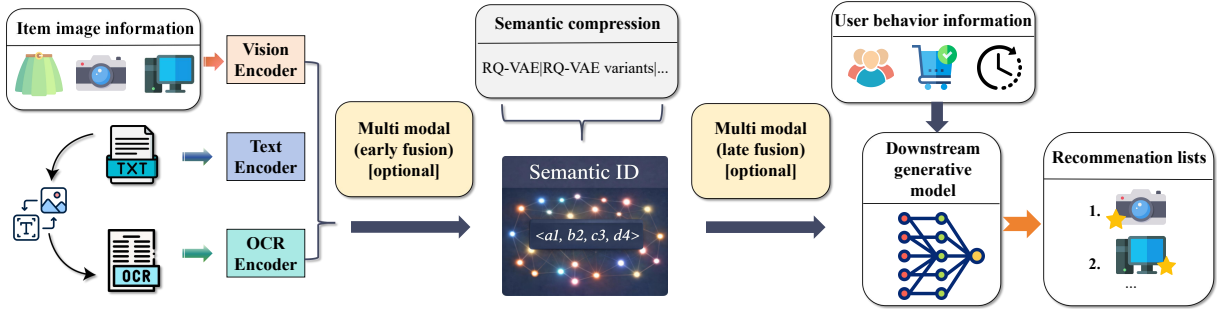 Item image information
Vision
Encoder
TXT
Text
Encoder
T
OCR
OCR
Encoder
Multi modal
(early fusion)
[optional]
Semantic compression
RQ-VAE|RQ-VAE variants|...
Semantic ID
<a1, b2, c3, d4>
Multi modal
(late fusion)
[optional]
User behavior information
Downstream
generative
model
Recommenation lists
1.
2.
...